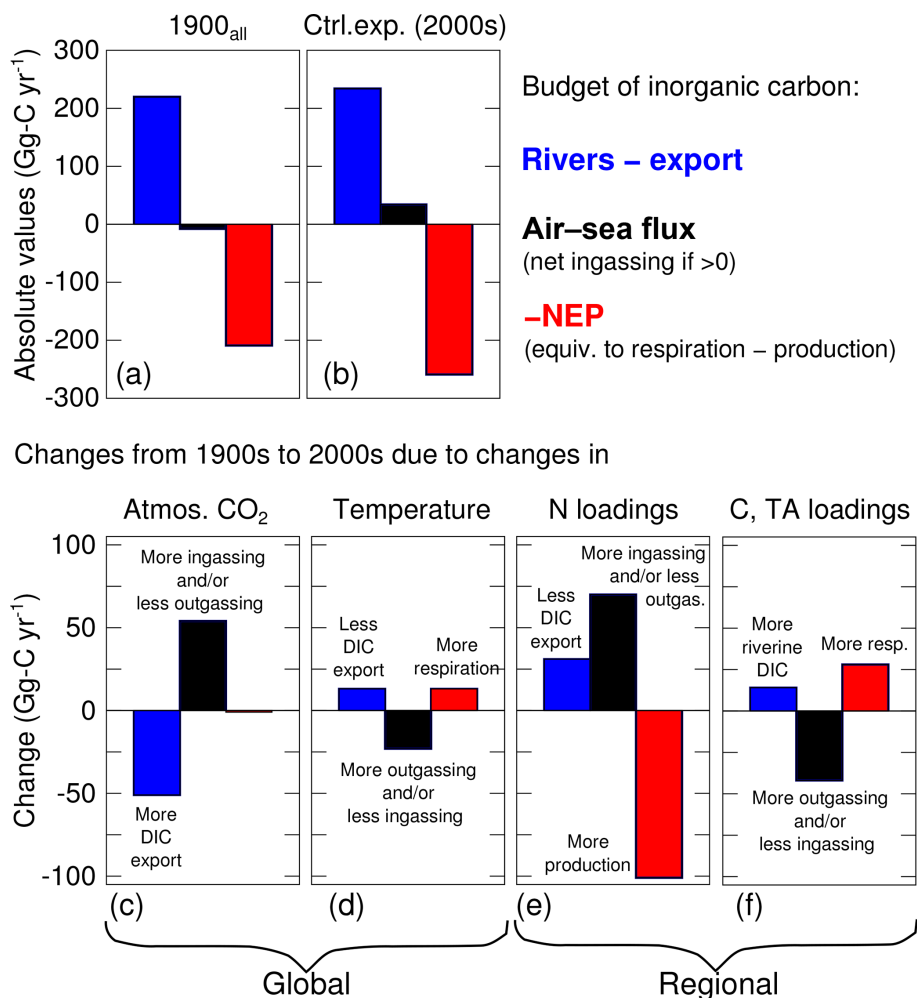 1900all
Ctrl.exp. (2000s)
Absolute values (Gg-C yr-1)
300
200
100
0
-100
-200
-300
(a)
(b)
Budget of inorganic carbon:
Rivers − export
Air–sea flux
(net ingassing if >0)
−NEP
(equiv. to respiration − production)
Changes from 1900s to 2000s due to changes in
Atmos. CO2
Temperature
N loadings
C, TA loadings
Change (Gg-C yr-1)
100
50
0
-50
-100
More ingassing
and/or
less outgassing
More
DIC
export
(c)
Less
DIC
export
More
respiration
More outgassing
and/or
less ingassing
(d)
Less
DIC
export
More ingassing
and/or less
outgas.
More
production
(e)
More
riverine
DIC
More resp.
More outgassing
and/or
less ingassing
(f)
Global
Regional